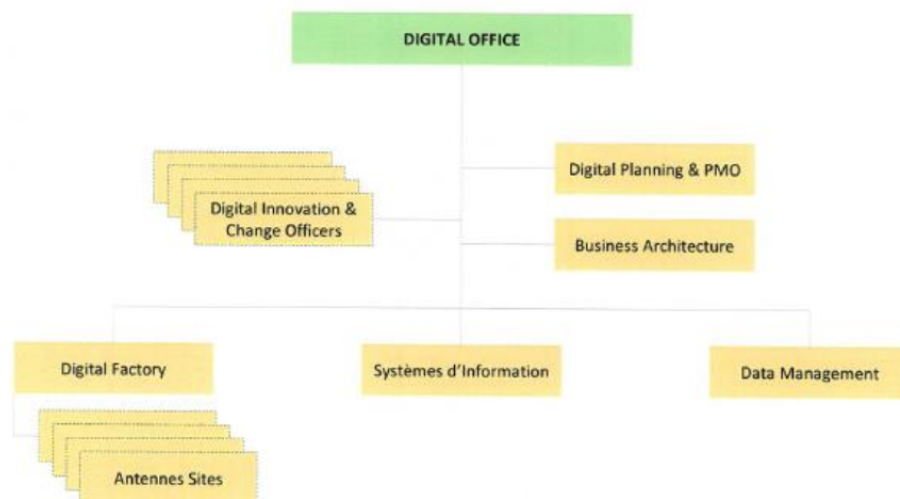 DIGITAL OFFICE
Digital Planning & PMO
Digital Innovation &
Change Officers
Business Architecture
Digital Factory
Systèmes d'Information
Data Management
Antennes Sites